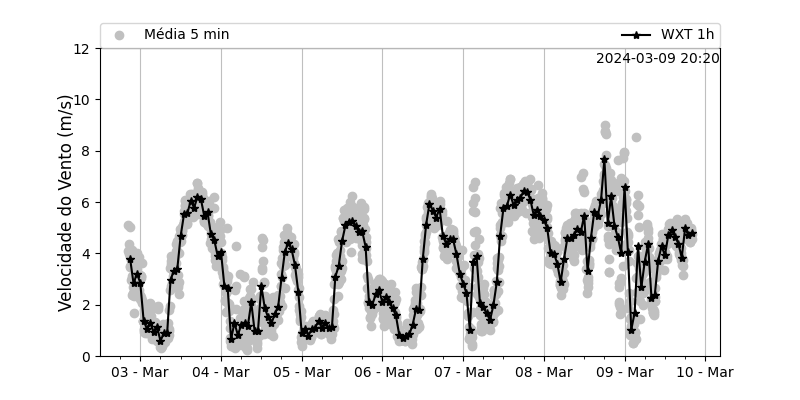 Média 5 min
WXT 1h
2024-03-09 20:20
Velocidade do Vento (m/s)
12
10
8
6
4
2
0
03 - Mar
04 - Mar
05 - Mar
06 - Mar
07 - Mar
08 - Mar
09 - Mar
10 - Mar